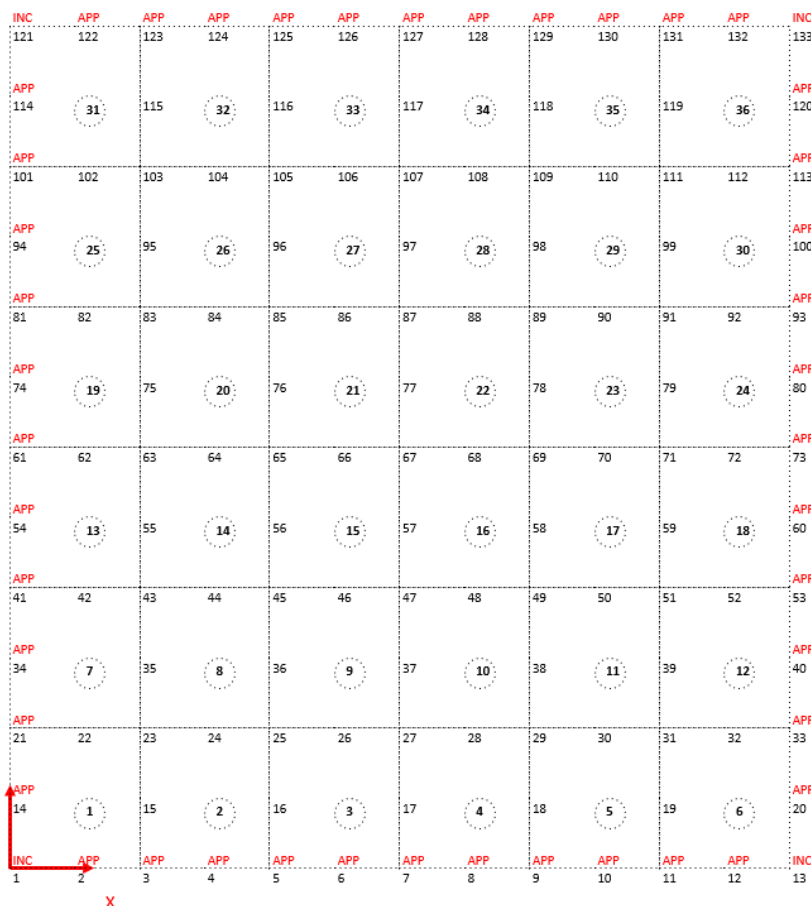 INC APP APP APP APP APP APP APP APP APP APP APP INC
121 122 123 124 125 126 127 128 129 130 131 132 133
APP APP
114 31 115 32 116 33 117 34 118 35 119 36 120
APP APP
101 102 103 104 105 106 107 108 109 110 111 112 113
APP APP
94 25 95 26 96 27 97 28 98 29 99 30 100
APP APP
81 82 83 84 85 86 87 88 89 90 91 92 93
APP APP
74 19 75 20 76 21 77 22 78 23 79 24 80
APP APP
61 62 63 64 65 66 67 68 69 70 71 72 73
APP APP
54 13 55 14 56 15 57 16 58 17 59 18 60
APP APP
41 42 43 44 45 46 47 48 49 50 51 52 53
APP APP
34 7 35 8 36 9 37 10 38 11 39 12 40
APP APP
21 22 23 24 25 26 27 28 29 30 31 32 33
APP APP
14 1 15 2 16 3 17 4 18 5 19 6 20
INC APP APP APP APP APP APP APP APP APP APP APP INC
1 2 3 4 5 6 7 8 9 10 11 12 13
X